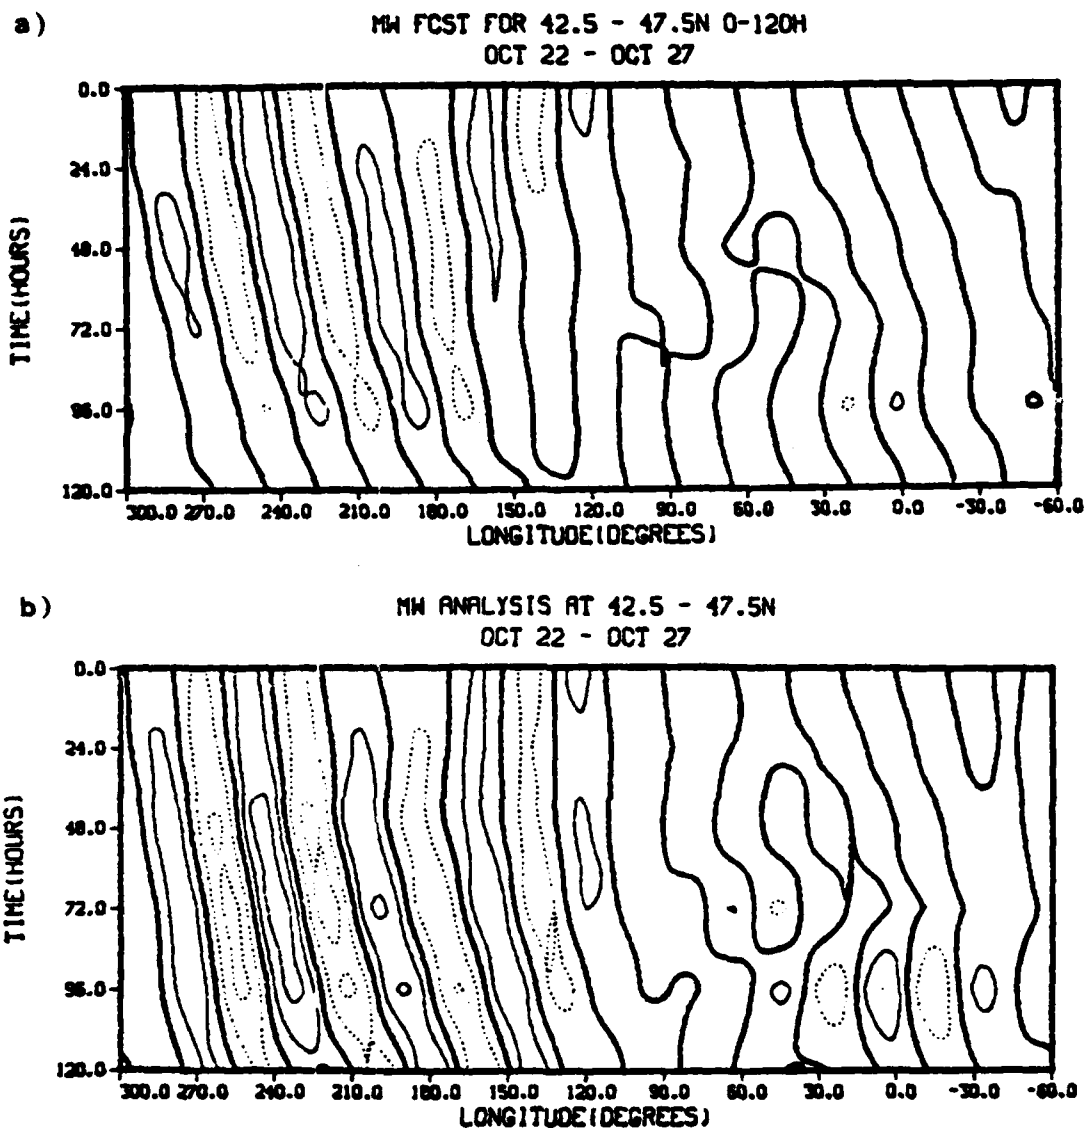 a)
MW FCST FOR 42.5 - 47.5N 0-120H
OCT 22 - OCT 27
TIME(HOURS)
0.0
24.0
48.0
72.0
96.0
120.0
300.0 270.0 240.0 210.0 180.0 150.0 120.0 90.0 60.0 30.0 0.0 -30.0 -60.0
LONGITUDE(DEGREES)
b)
MW ANALYSIS AT 42.5 - 47.5N
OCT 22 - OCT 27
TIME(HOURS)
0.0
24.0
48.0
72.0
96.0
120.0
300.0 270.0 240.0 210.0 180.0 150.0 120.0 90.0 60.0 30.0 0.0 -30.0 -60.0
LONGITUDE(DEGREES)